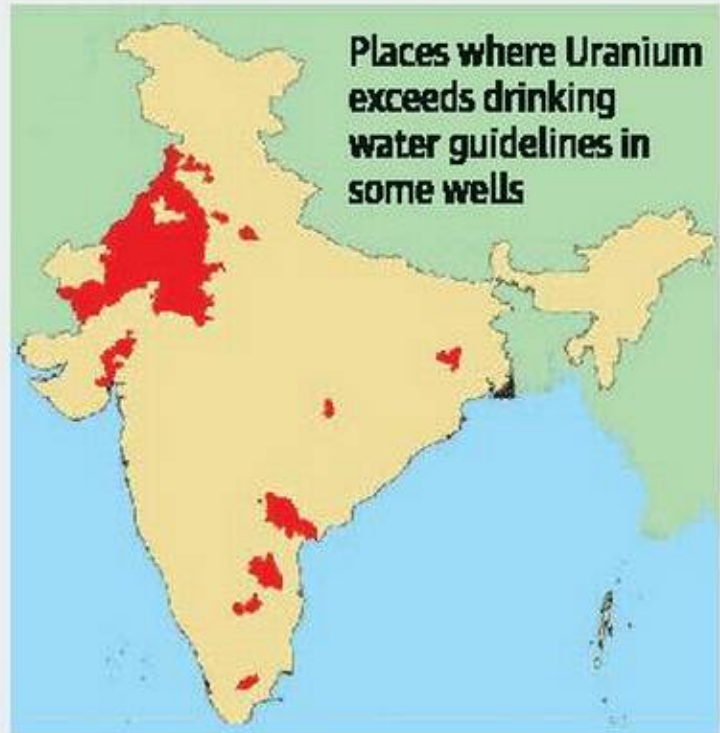 Places where Uranium
exceeds drinking
water guidelines in
some wells